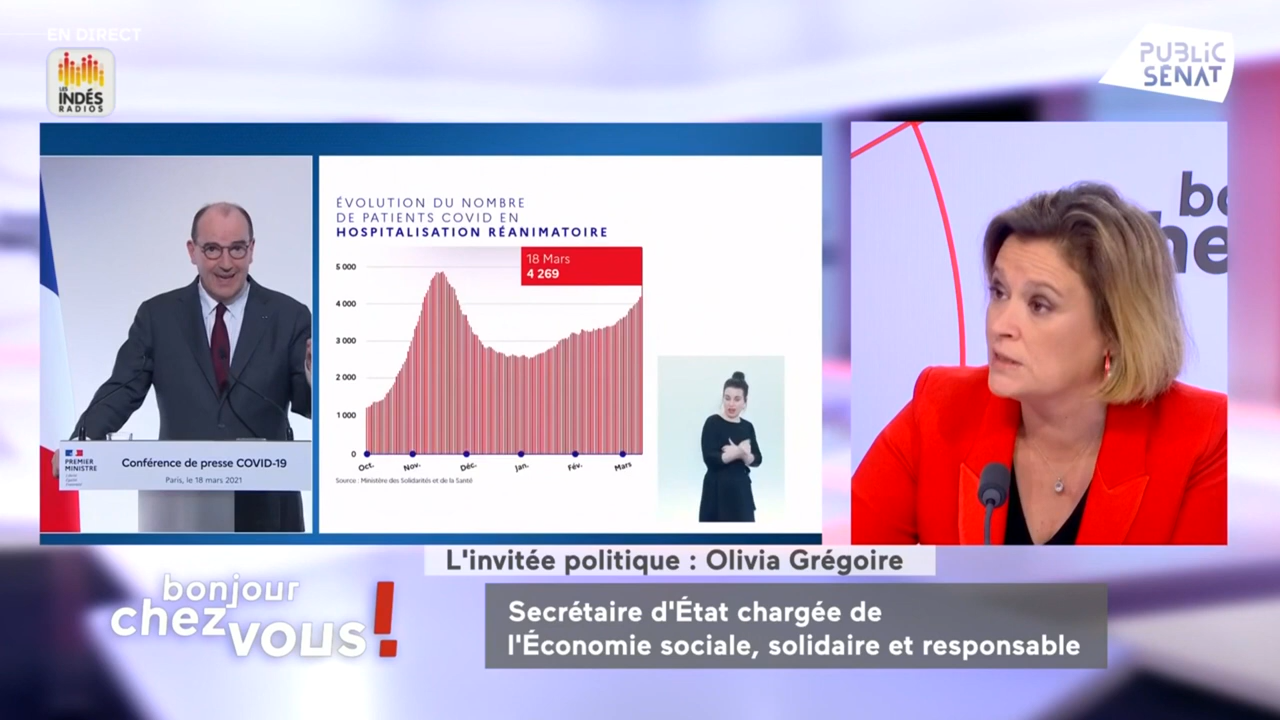 EN DIRECT
LES
INDÉS
RADIOS
PUBLIC
SÉNAT
ÉVOLUTION DU NOMBRE
DE PATIENTS COVID EN
HOSPITALISATION RÉANIMATOIRE
18 Mars
4 269
5 000
4 000
3 000
2 000
1 000
0
Oct. Nov. Déc. Jan. Fév. Mars
Source : Ministère des Solidarités et de la Santé
PREMIER
MINISTRE
Conférence de presse COVID-19
Paris, le 18 mars 2021
bo
he
L'invitée politique : Olivia Grégoire
bonjour
chez
vous !
Secrétaire d'État chargée de
l'Économie sociale, solidaire et responsable